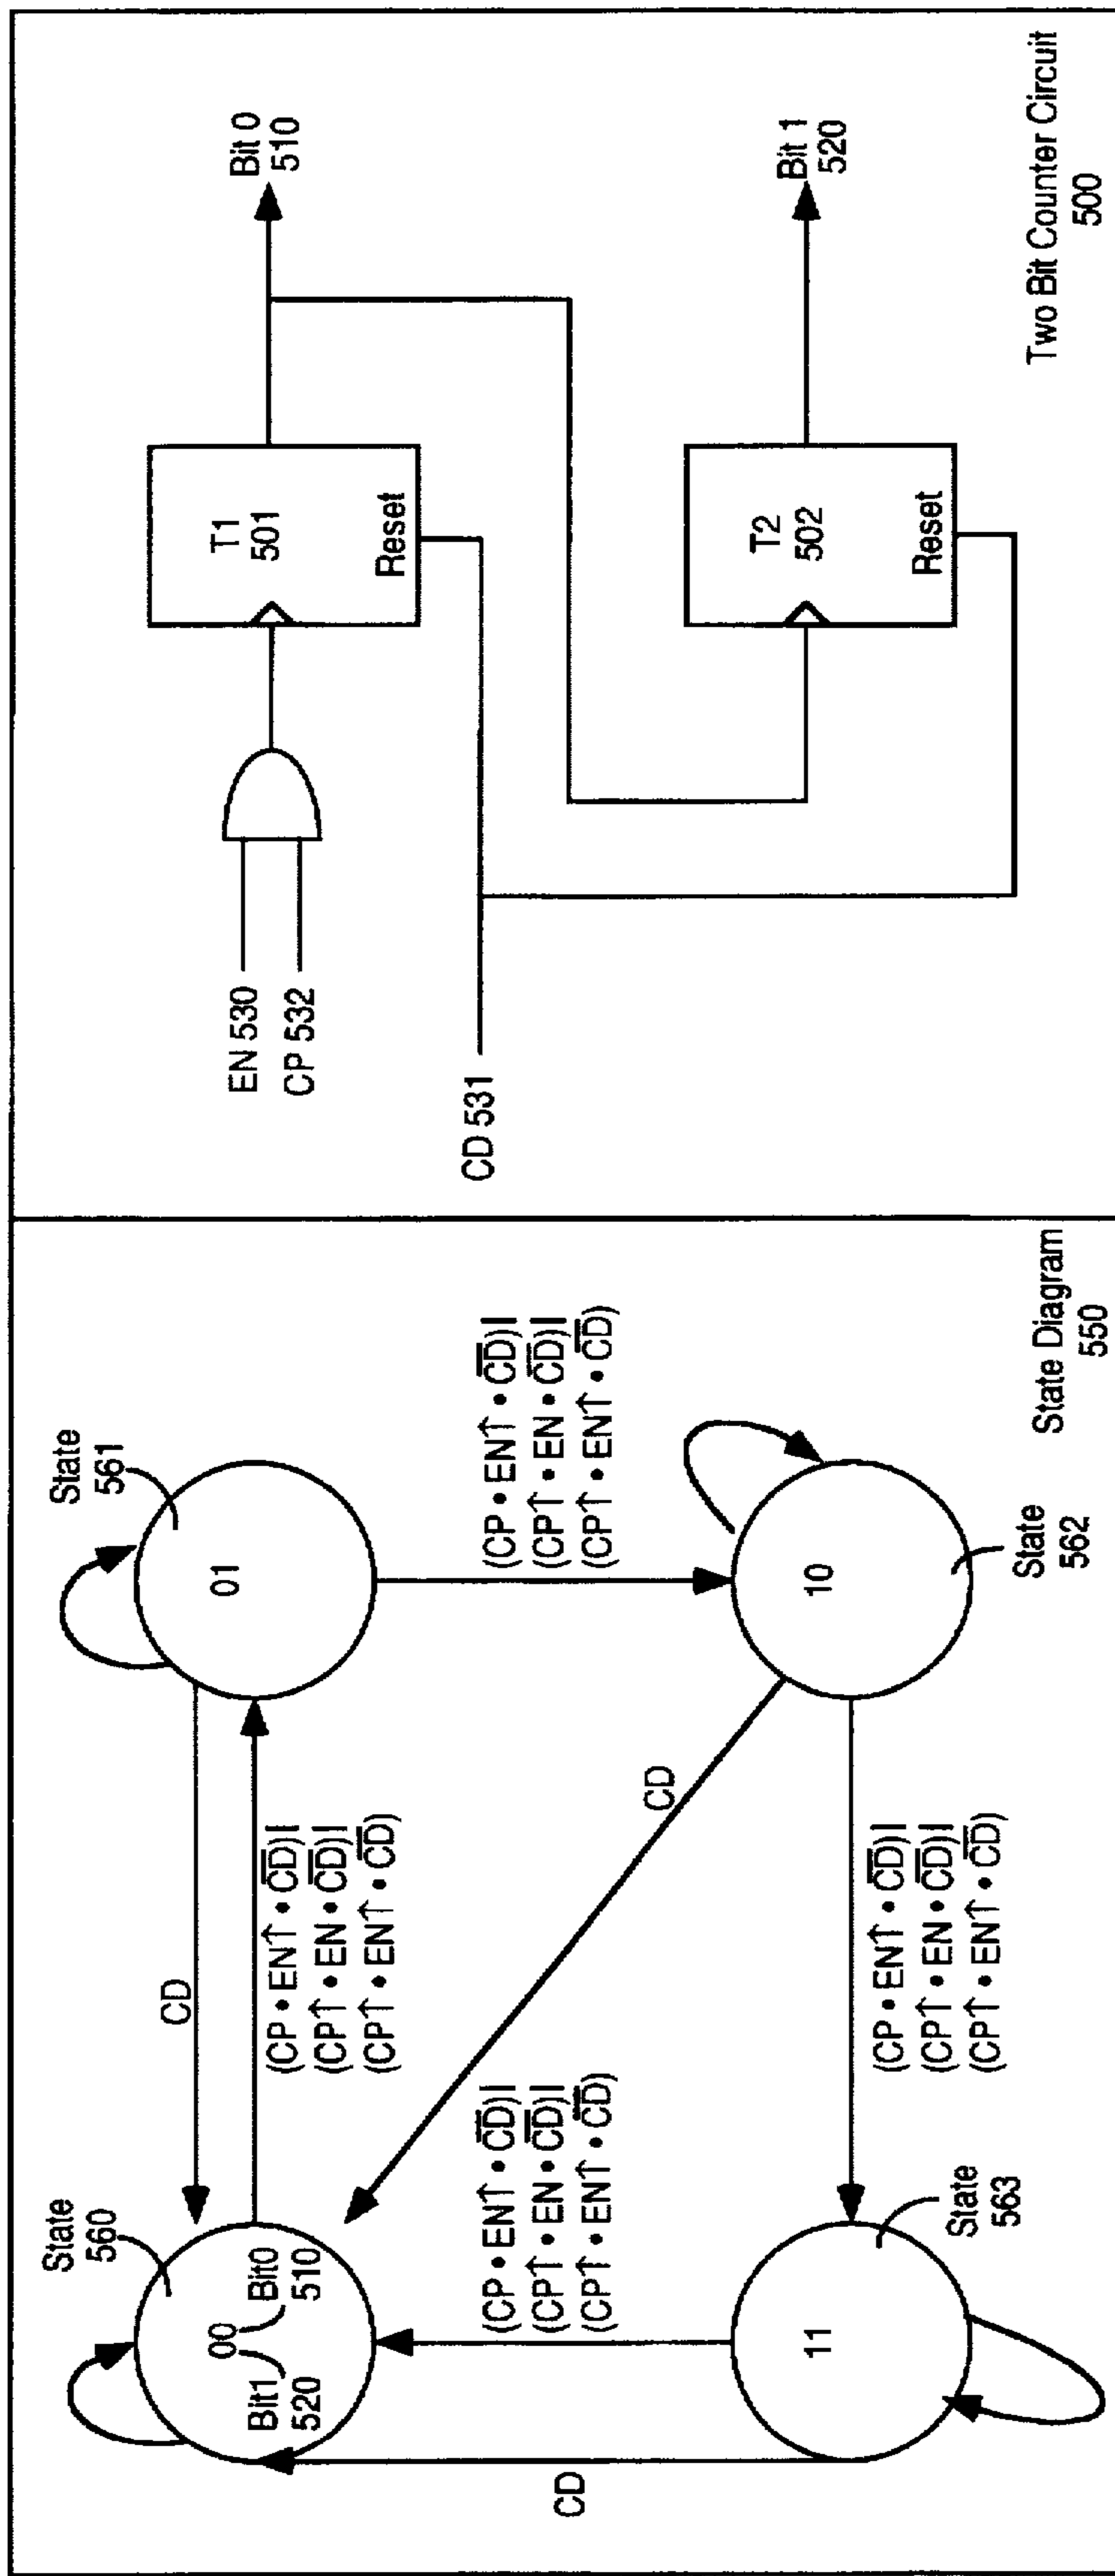 State
560
Bit1
520
00
Bit0
510
CD
State
561
01
(CP • EN↑ • C̅D̅) |
(CP↑ • EN • C̅D̅) |
(CP↑ • EN↑ • C̅D̅)
(CP • EN↑ • C̅D̅) |
(CP↑ • EN • C̅D̅) |
(CP↑ • EN↑ • C̅D̅)
CD
CD
(CP • EN↑ • C̅D̅) |
(CP↑ • EN • C̅D̅) |
(CP↑ • EN↑ • C̅D̅)
11
State
563
(CP • EN↑ • C̅D̅) |
(CP↑ • EN • C̅D̅) |
(CP↑ • EN↑ • C̅D̅)
10
State
562
State Diagram
550
EN 530
CP 532
CD 531
T1
501
Reset
Bit 0
510
T2
502
Reset
Bit 1
520
Two Bit Counter Circuit
500